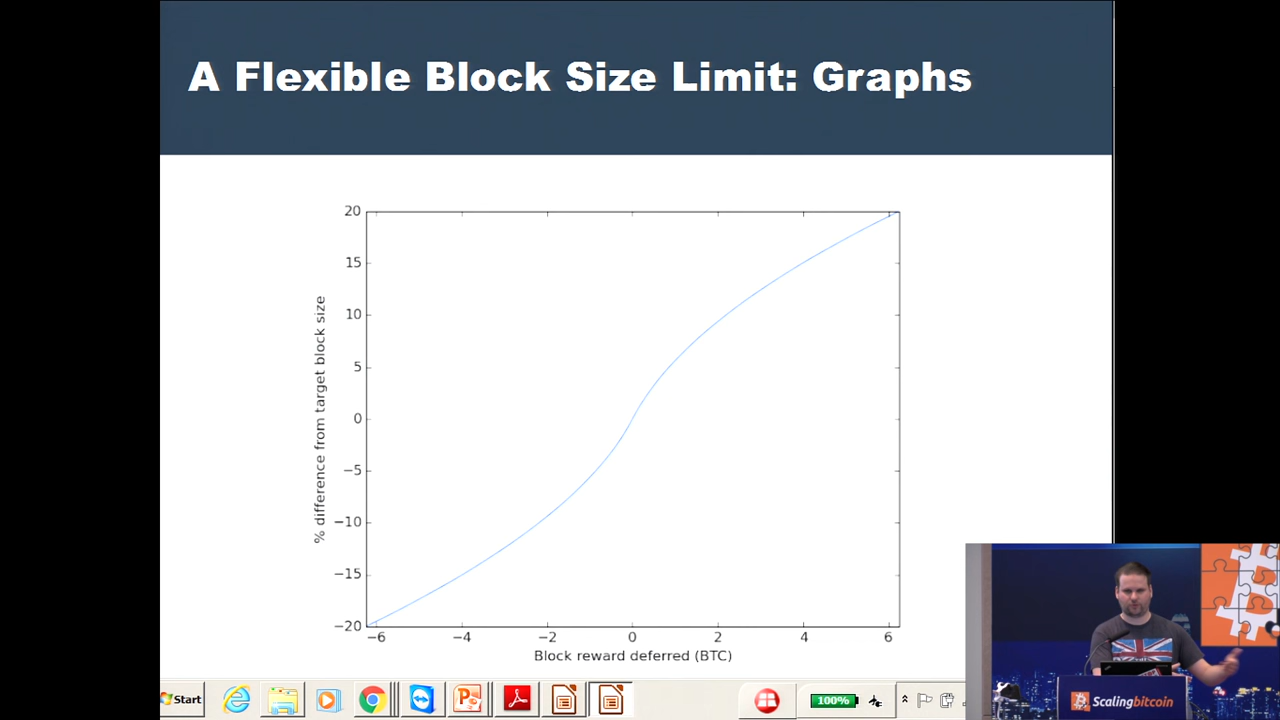 A Flexible Block Size Limit: Graphs
20
15
10
5
0
−5
−10
−15
−20
% difference from target block size
−6 −4 −2 0 2 4 6
Block reward deferred (BTC)
Start
100%
Scalingbitcoin